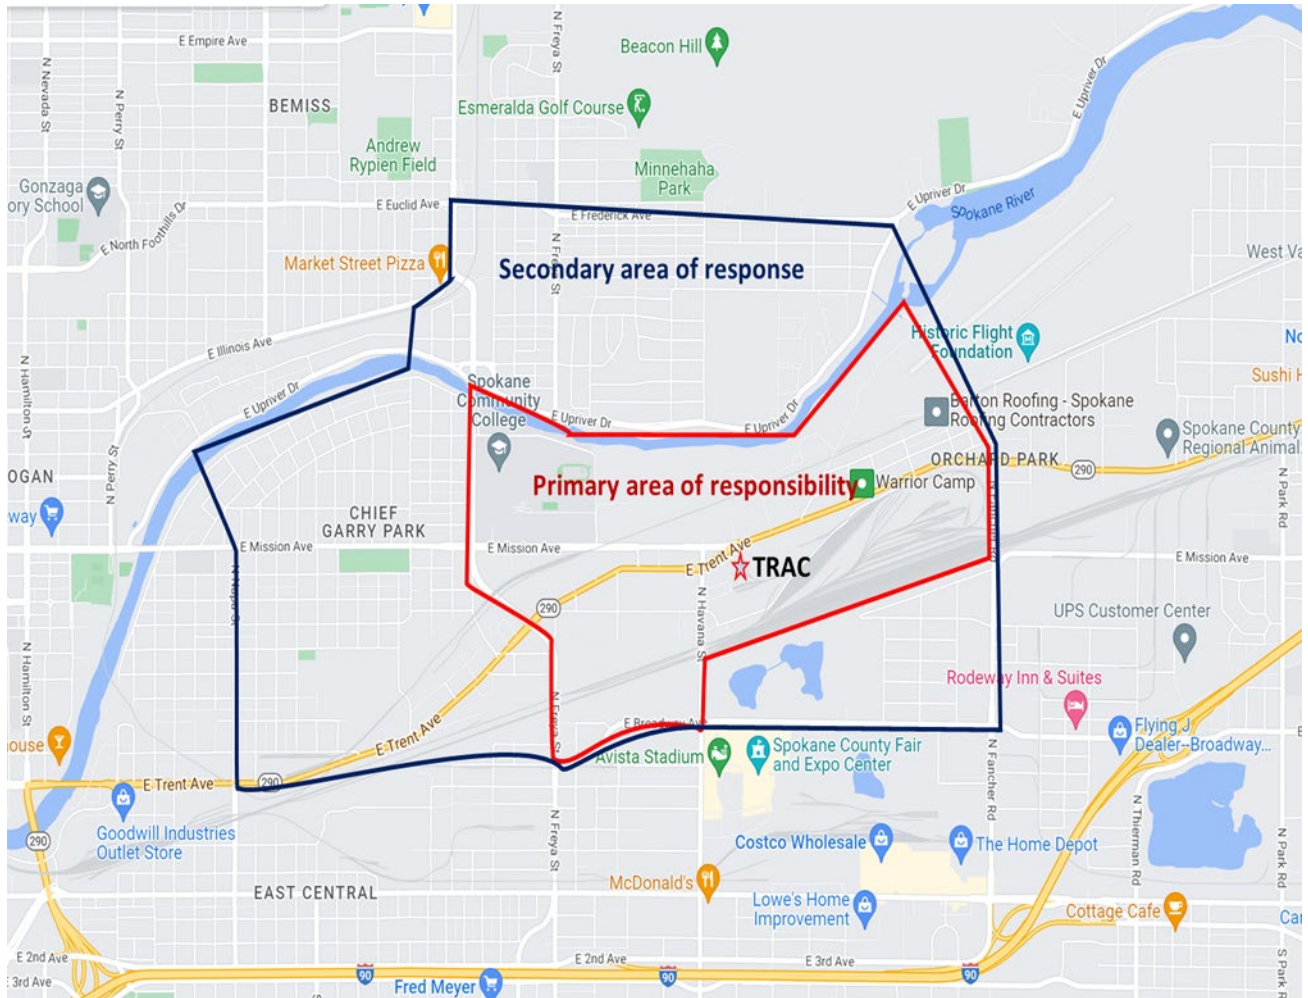 E Empire Ave
N Freya St
Beacon Hill
N Nevada St
N Perry St
BEMISS
Esmeralda Golf Course
E Upriver Dr
Andrew
Rypien Field
Minnehaha
Park
Gonzaga
ory School
E Euclid Ave
E Frederick Ave
E Upriver Dr
Spokane River
E North Foothills Dr
N Fre
St
West Va
Market Street Pizza
Secondary area of response
E Illinois Ave
Historic Flight
Foundation
No
N Hamilton St
E Upriver Dr
Spokane
Community
College
Sushi H
E Upriver Dr
E Upriver Dr
Barton Roofing - Spokane
Roofing Contractors
Spokane County
Regional Animal
N Perry St
OGAN
ORCHARD PARK
290
Primary area of responsibility
Warrior Camp
N Park Rd
way
CHIEF
GARRY PARK
E Mission Ave
E Mission Ave
E Trent Ave
E Mission Ave
TRAC
N Napa St
N Havana St
290
UPS Customer Center
N Hamilton St
Rodeway Inn & Suites
N Freya St
E Broadway Ave
E Trent Ave
ouse
Avista Stadium
Spokane County Fair
and Expo Center
N Fancher Rd
Flying J
Dealer--Broadway...
E Trent Ave
290
N Thierman Rd
290
Goodwill Industries
Outlet Store
N Freya St
Costco Wholesale
The Home Depot
N Park Rd
EAST CENTRAL
McDonald's
Lowe's Home
Improvement
Cottage Cafe
Car
E 2nd Ave
E 2nd Ave
E 3rd Ave
S Park R
E 3rd Ave
90
90
90
Fred Meyer